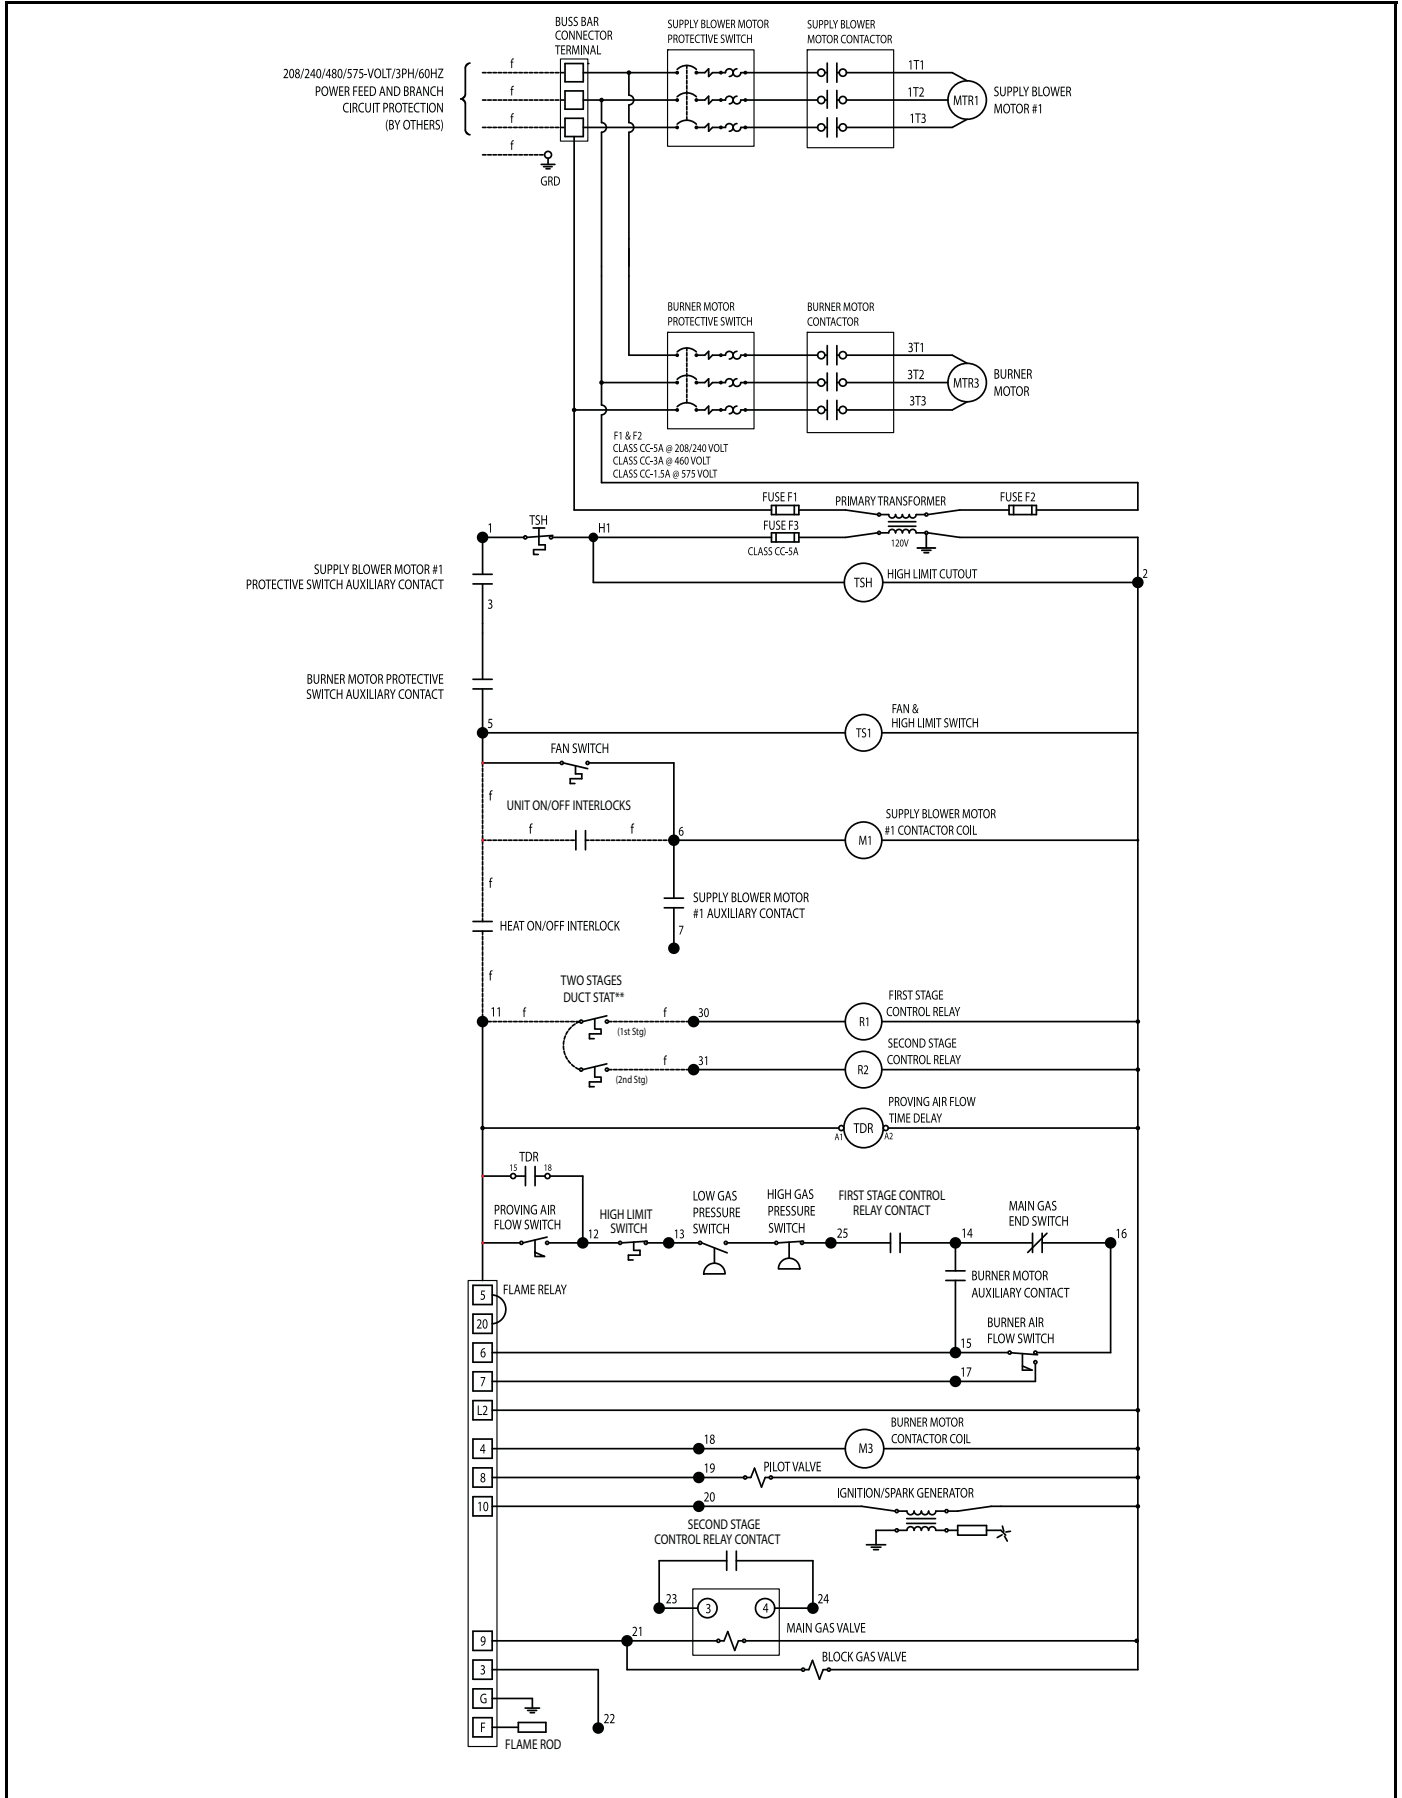 BUSS BAR
CONNECTOR
TERMINAL
SUPPLY BLOWER MOTOR
PROTECTIVE SWITCH
SUPPLY BLOWER
MOTOR CONTACTOR
208/240/480/575-VOLT/3PH/60HZ
POWER FEED AND BRANCH
CIRCUIT PROTECTION
(BY OTHERS)
f
f
f
f
GRD
1T1
1T2
1T3
MTR1
SUPPLY BLOWER
MOTOR #1
BURNER MOTOR
PROTECTIVE SWITCH
BURNER MOTOR
CONTACTOR
3T1
3T2
3T3
MTR3
BURNER
MOTOR
F1 & F2
CLASS CC-5A @ 208/240 VOLT
CLASS CC-3A @ 460 VOLT
CLASS CC-1.5A @ 575 VOLT
FUSE F1
PRIMARY TRANSFORMER
FUSE F2
1
TSH
H1
FUSE F3
CLASS CC-5A
120V
SUPPLY BLOWER MOTOR #1
PROTECTIVE SWITCH AUXILIARY CONTACT
3
TSH
HIGH LIMIT CUTOUT
2
BURNER MOTOR PROTECTIVE
SWITCH AUXILIARY CONTACT
5
TS1
FAN &
HIGH LIMIT SWITCH
FAN SWITCH
f
UNIT ON/OFF INTERLOCKS
f
f
6
M1
SUPPLY BLOWER MOTOR
#1 CONTACTOR COIL
f
SUPPLY BLOWER MOTOR
#1 AUXILIARY CONTACT
7
HEAT ON/OFF INTERLOCK
f
TWO STAGES
DUCT STAT**
11
f
(1st Stg)
f
30
R1
FIRST STAGE
CONTROL RELAY
(2nd Stg)
f
31
R2
SECOND STAGE
CONTROL RELAY
A1
TDR
A2
PROVING AIR FLOW
TIME DELAY
TDR
15
18
PROVING AIR
FLOW SWITCH
12
HIGH LIMIT
SWITCH
13
LOW GAS
PRESSURE
SWITCH
HIGH GAS
PRESSURE
SWITCH
25
FIRST STAGE CONTROL
RELAY CONTACT
14
MAIN GAS
END SWITCH
16
BURNER MOTOR
AUXILIARY CONTACT
5
FLAME RELAY
20
BURNER AIR
FLOW SWITCH
6
15
7
17
L2
4
18
M3
BURNER MOTOR
CONTACTOR COIL
8
19
PILOT VALVE
10
20
IGNITION/SPARK GENERATOR
SECOND STAGE
CONTROL RELAY CONTACT
23
3
4
24
MAIN GAS VALVE
9
21
3
BLOCK GAS VALVE
G
F
22
FLAME ROD